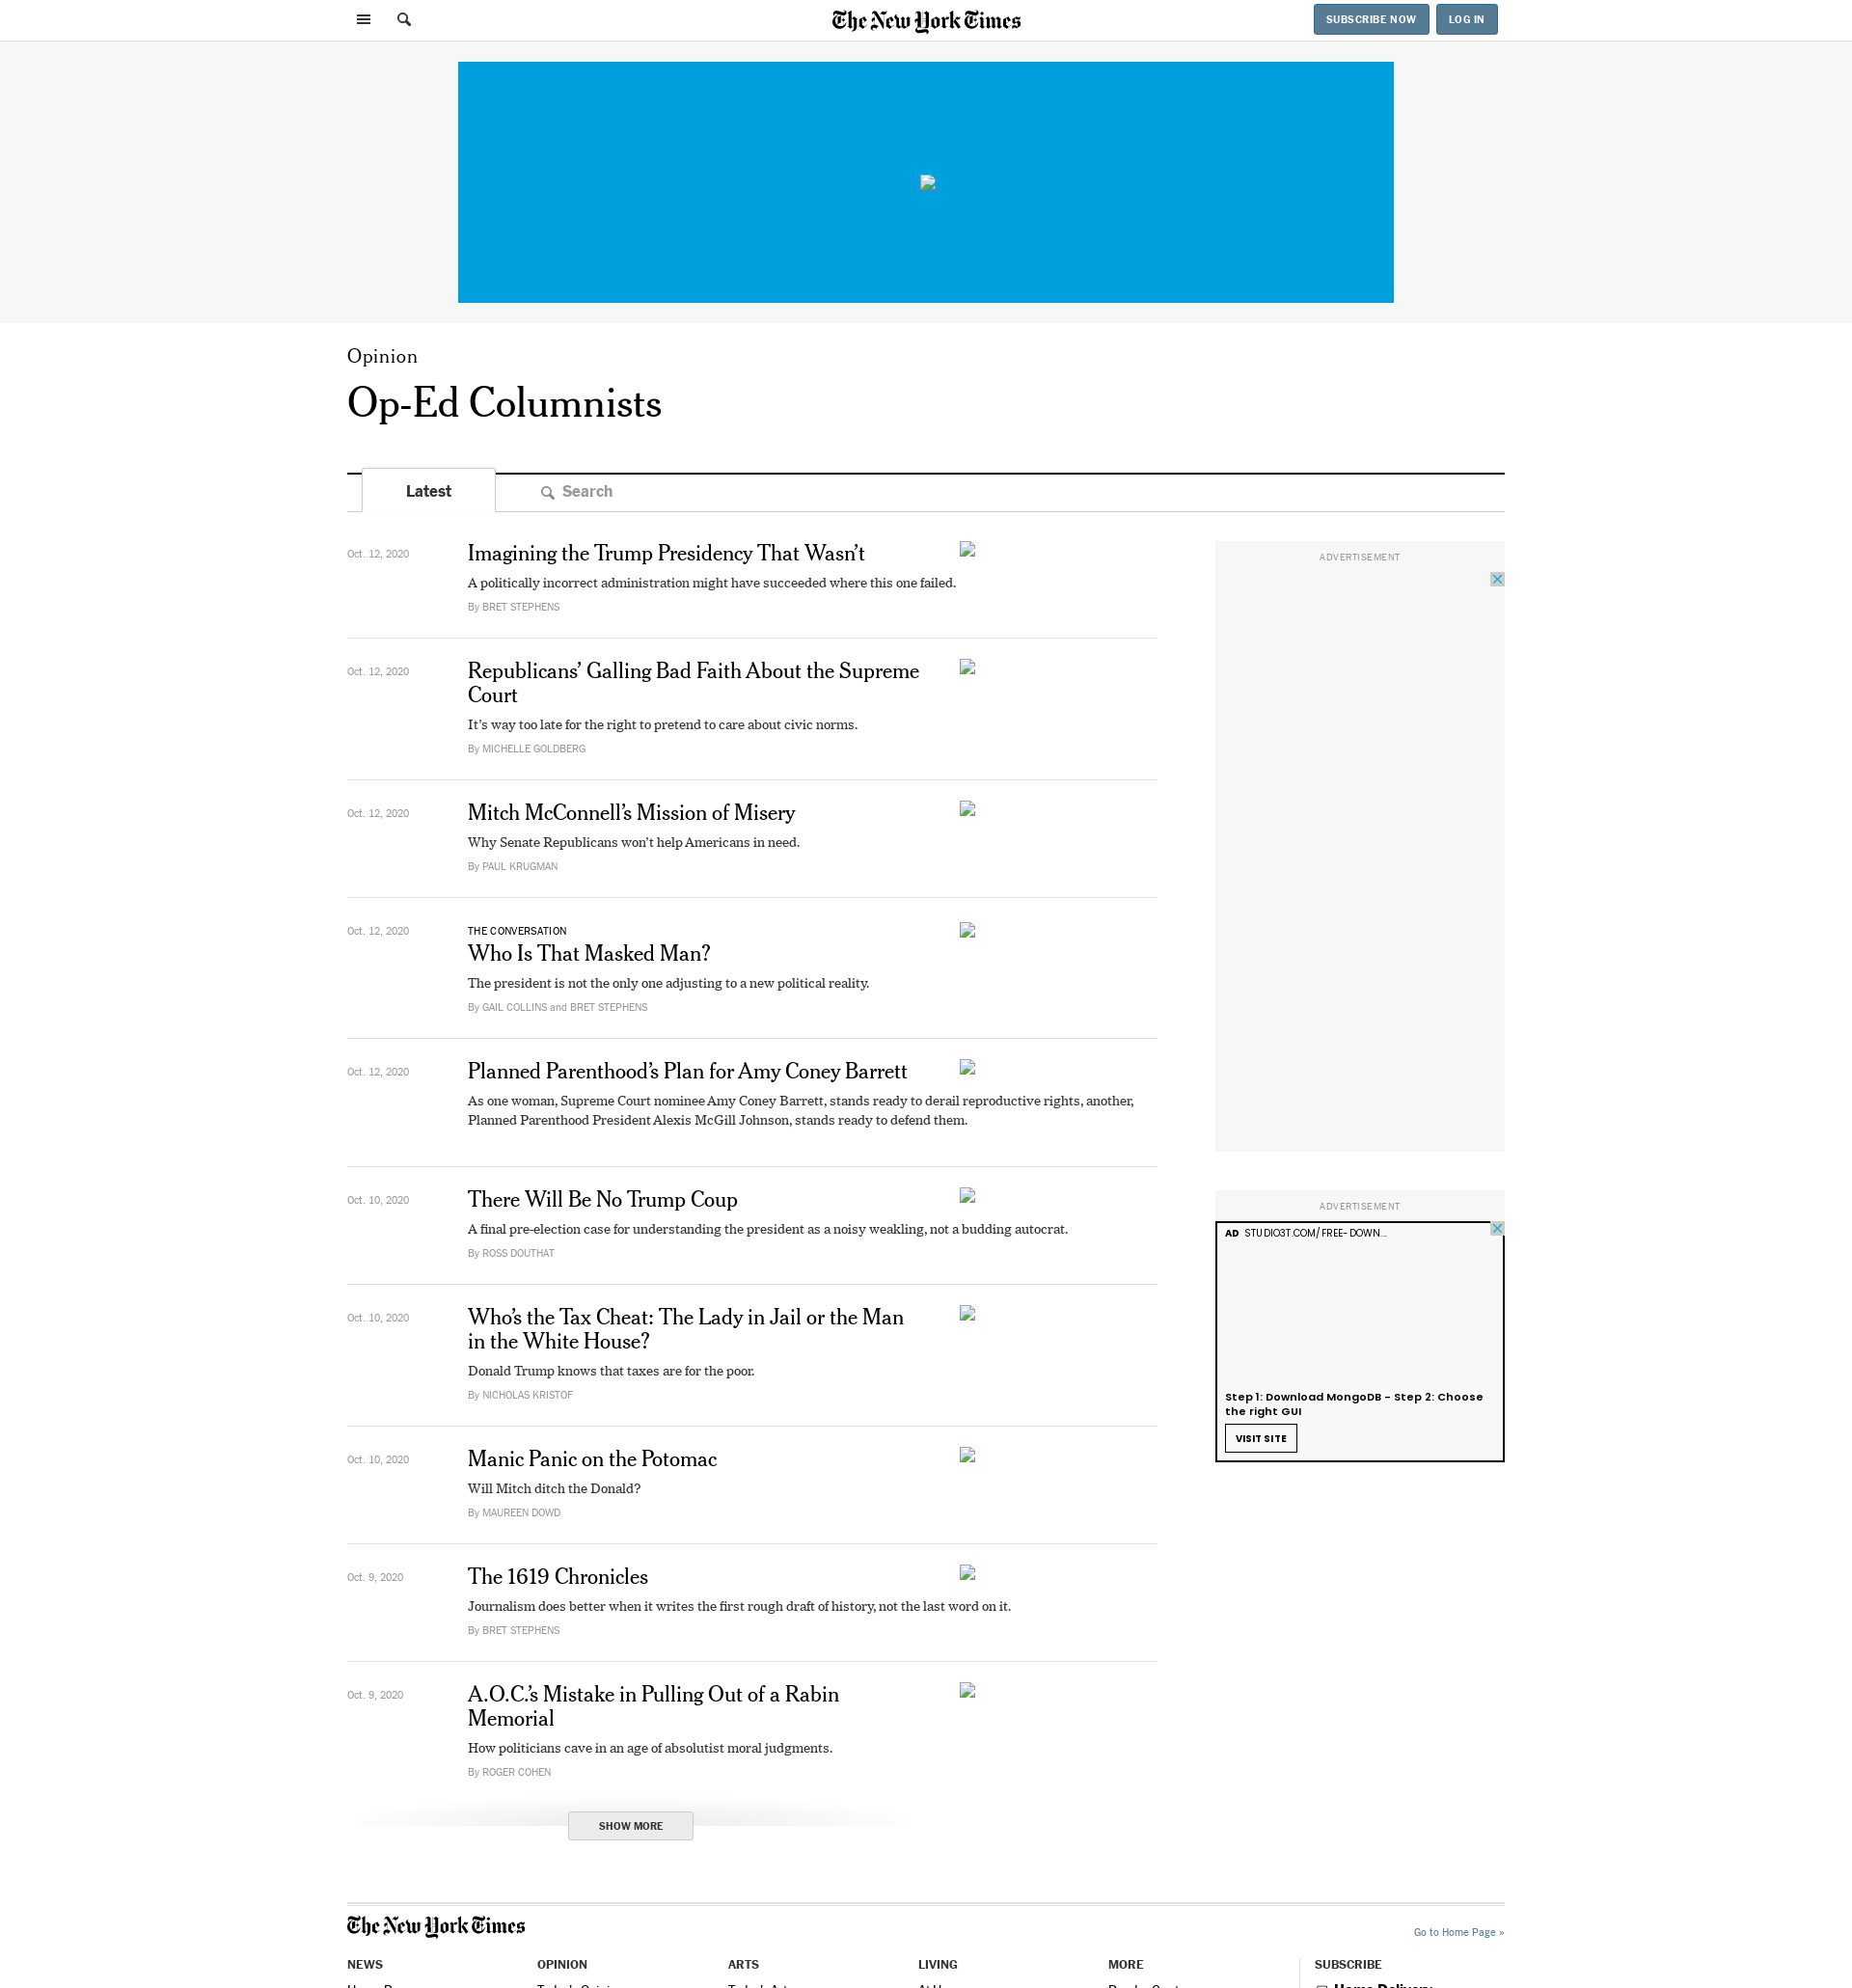 The New York Times
SUBSCRIBE NOW
LOG IN
Opinion
Op-Ed Columnists
Latest
Search
Oct. 12, 2020
Imagining the Trump Presidency That Wasn’t
A politically incorrect administration might have succeeded where this one failed.
By BRET STEPHENS
Oct. 12, 2020
Republicans’ Galling Bad Faith About the Supreme
Court
It’s way too late for the right to pretend to care about civic norms.
By MICHELLE GOLDBERG
Oct. 12, 2020
Mitch McConnell’s Mission of Misery
Why Senate Republicans won’t help Americans in need.
By PAUL KRUGMAN
Oct. 12, 2020
THE CONVERSATION
Who Is That Masked Man?
The president is not the only one adjusting to a new political reality.
By GAIL COLLINS and BRET STEPHENS
Oct. 12, 2020
Planned Parenthood’s Plan for Amy Coney Barrett
As one woman, Supreme Court nominee Amy Coney Barrett, stands ready to derail reproductive rights, another,
Planned Parenthood President Alexis McGill Johnson, stands ready to defend them.
Oct. 10, 2020
There Will Be No Trump Coup
A final pre-election case for understanding the president as a noisy weakling, not a budding autocrat.
By ROSS DOUTHAT
Oct. 10, 2020
Who’s the Tax Cheat: The Lady in Jail or the Man
in the White House?
Donald Trump knows that taxes are for the poor.
By NICHOLAS KRISTOF
Oct. 10, 2020
Manic Panic on the Potomac
Will Mitch ditch the Donald?
By MAUREEN DOWD
Oct. 9, 2020
The 1619 Chronicles
Journalism does better when it writes the first rough draft of history, not the last word on it.
By BRET STEPHENS
Oct. 9, 2020
A.O.C.’s Mistake in Pulling Out of a Rabin
Memorial
How politicians cave in an age of absolutist moral judgments.
By ROGER COHEN
SHOW MORE
ADVERTISEMENT
ADVERTISEMENT
AD STUDIO3T.COM/FREE-DOWN...
Step 1: Download MongoDB - Step 2: Choose
the right GUI
VISIT SITE
The New York Times
Go to Home Page »
NEWS
OPINION
ARTS
LIVING
MORE
SUBSCRIBE
Home Delivery